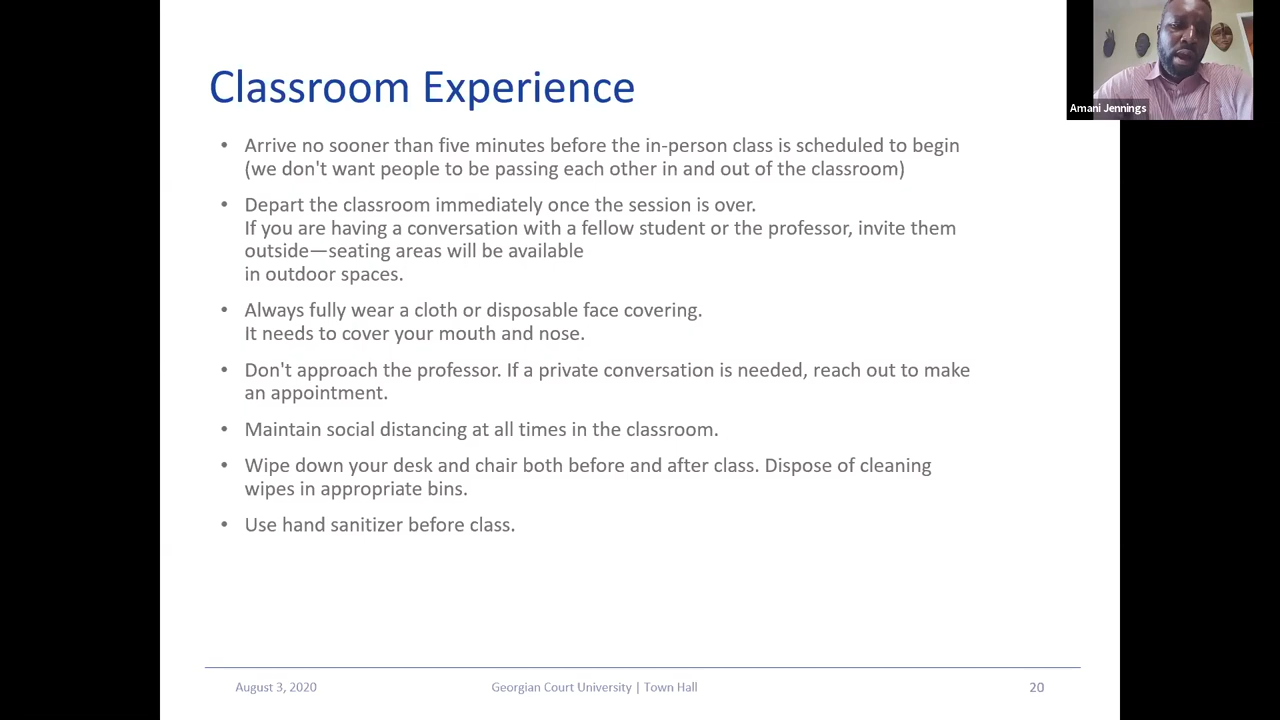 Classroom Experience
Amani Jennings
• Arrive no sooner than five minutes before the in-person class is scheduled to begin
(we don't want people to be passing each other in and out of the classroom)
• Depart the classroom immediately once the session is over.
If you are having a conversation with a fellow student or the professor, invite them
outside—seating areas will be available
in outdoor spaces.
• Always fully wear a cloth or disposable face covering.
It needs to cover your mouth and nose.
• Don't approach the professor. If a private conversation is needed, reach out to make
an appointment.
• Maintain social distancing at all times in the classroom.
• Wipe down your desk and chair both before and after class. Dispose of cleaning
wipes in appropriate bins.
• Use hand sanitizer before class.
August 3, 2020
Georgian Court University | Town Hall
20